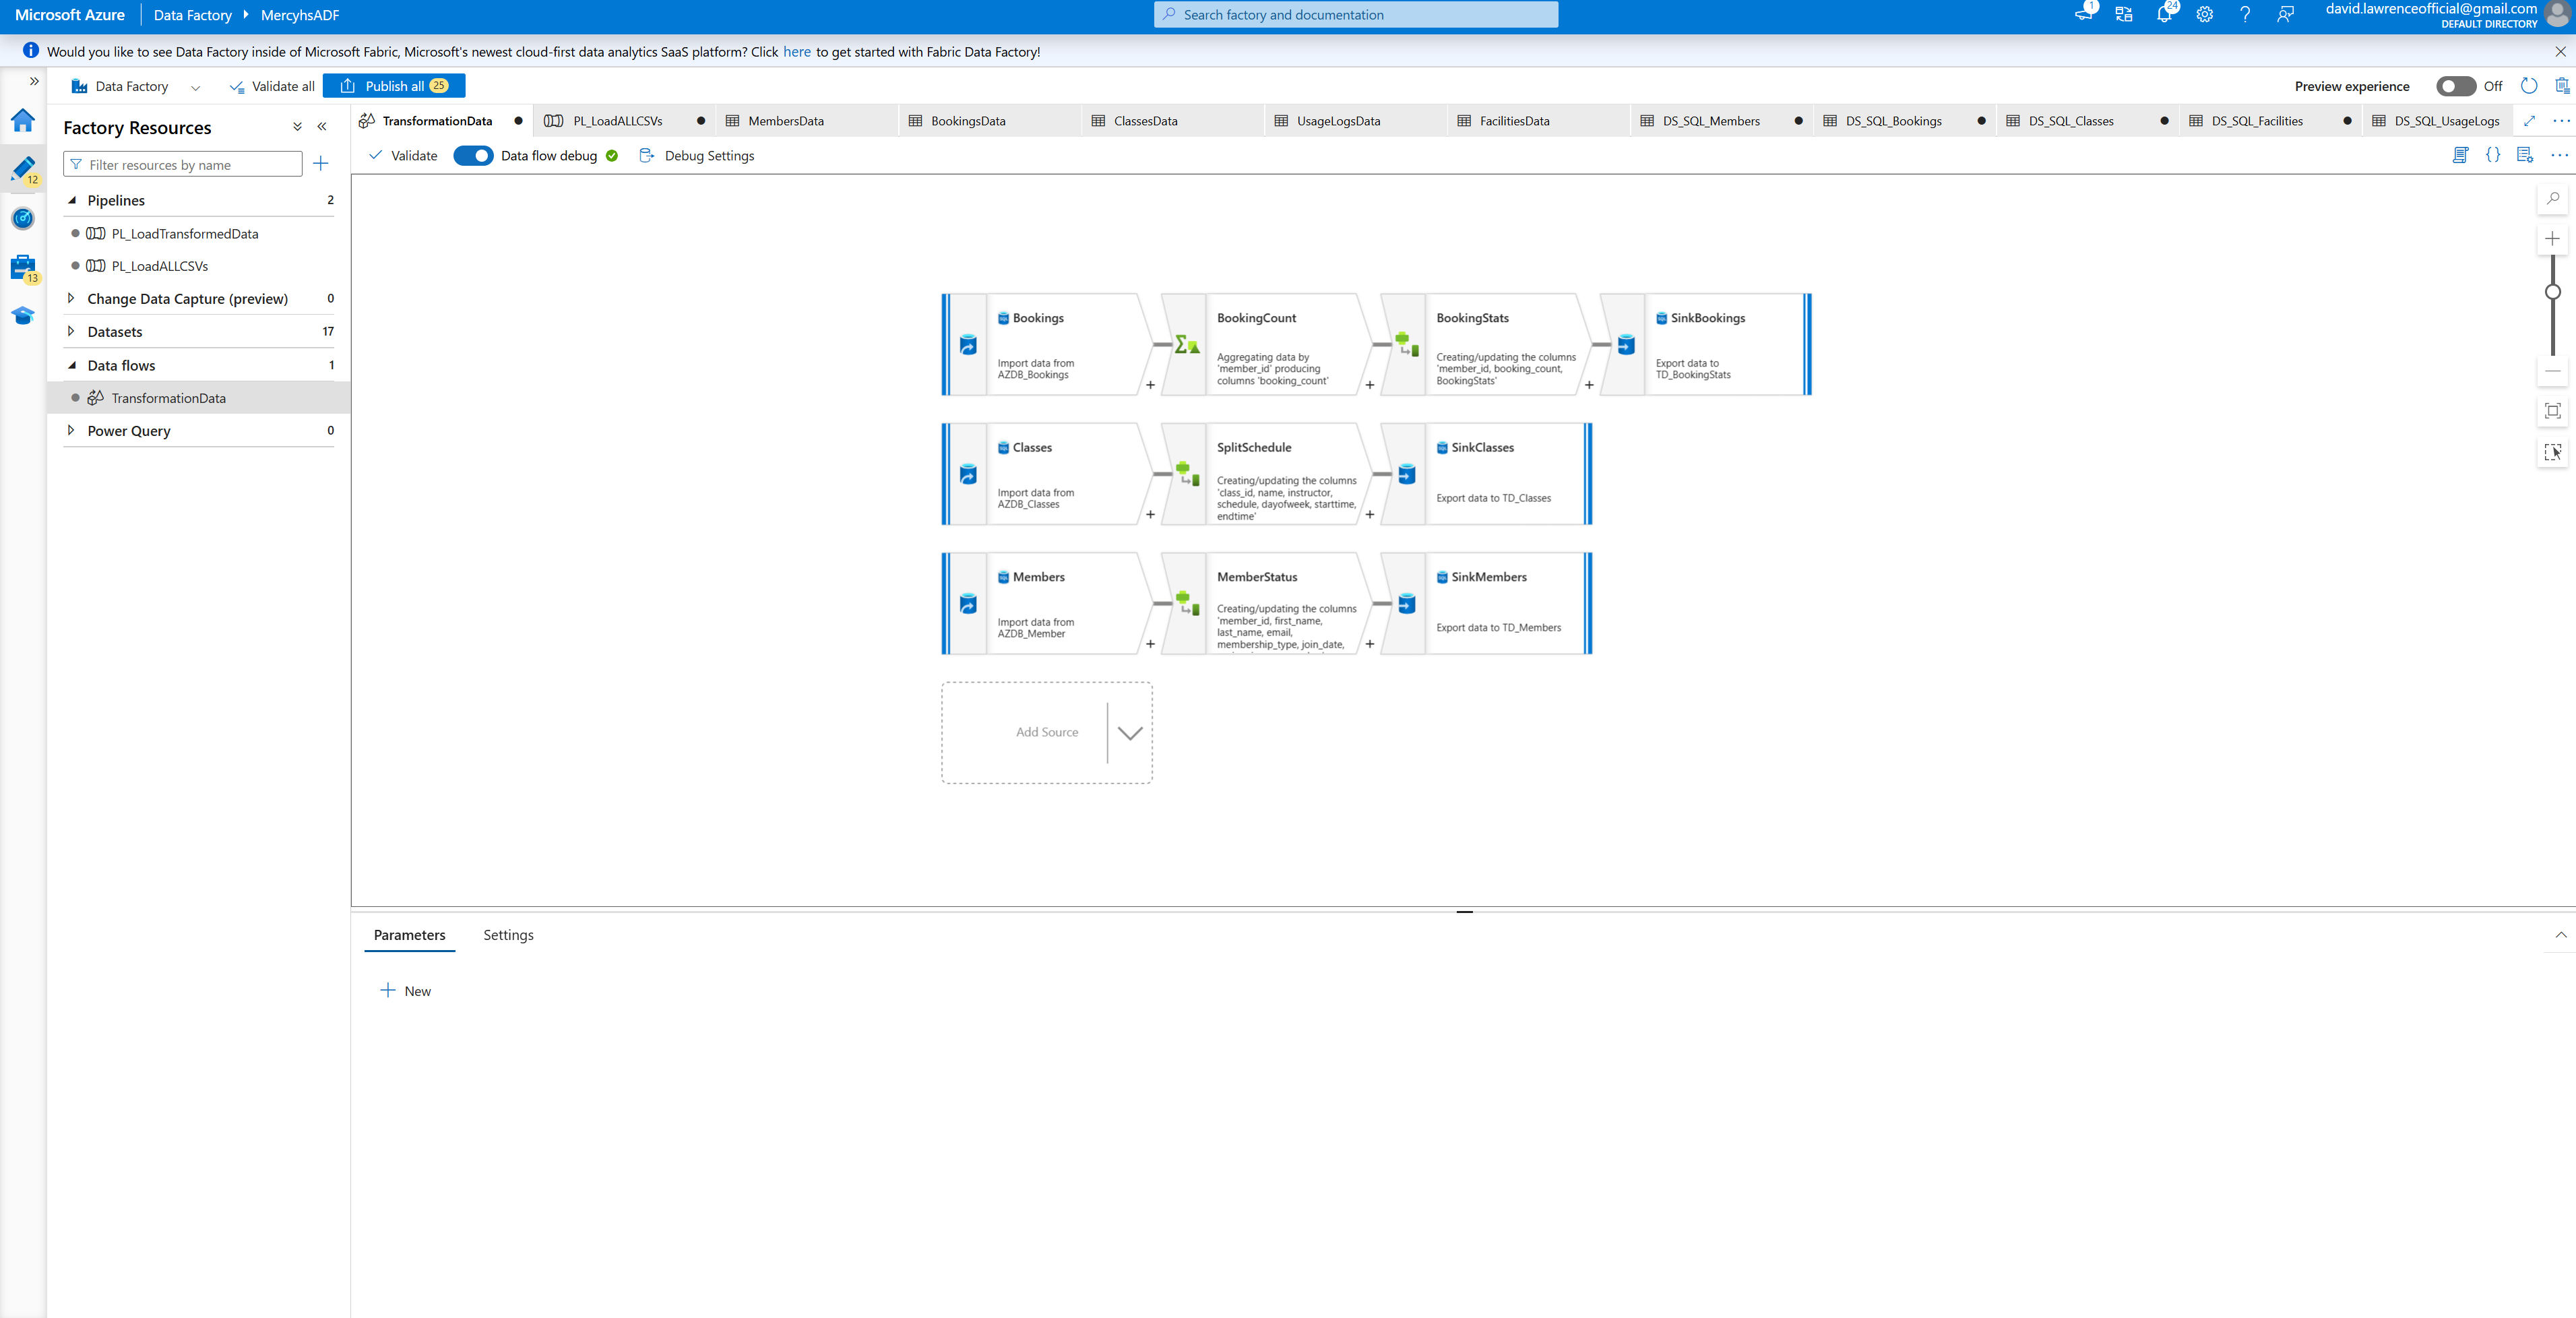 Microsoft Azure
Data Factory
MercyhsADF
Search factory and documentation
1
24
david.lawrenceofficial@gmail.com
DEFAULT DIRECTORY
Would you like to see Data Factory inside of Microsoft Fabric, Microsoft's newest cloud-first data analytics SaaS platform? Click here to get started with Fabric Data Factory!
Data Factory
Validate all
Publish all 25
Preview experience
Off
12
13
Factory Resources
Filter resources by name
Pipelines 2
PL_LoadTransformedData
PL_LoadALLCSVs
Change Data Capture (preview) 0
Datasets 17
Data flows 1
TransformationData
Power Query 0
TransformationData
PL_LoadALLCSVs
MembersData
BookingsData
ClassesData
UsageLogsData
FacilitiesData
DS_SQL_Members
DS_SQL_Bookings
DS_SQL_Classes
DS_SQL_Facilities
DS_SQL_UsageLogs
Validate
Data flow debug
Debug Settings
Bookings
Import data from
AZDB_Bookings
BookingCount
Aggregating data by
'member_id' producing
columns 'booking_count'
BookingStats
Creating/updating the columns
'member_id, booking_count,
BookingStats'
SinkBookings
Export data to
TD_BookingStats
Classes
Import data from
AZDB_Classes
SplitSchedule
Creating/updating the columns
'class_id, name, instructor,
schedule, dayofweek, starttime,
endtime'
SinkClasses
Export data to TD_Classes
Members
Import data from
AZDB_Member
MemberStatus
Creating/updating the columns
'member_id, first_name,
last_name, email,
membership_type, join_date,
SinkMembers
Export data to TD_Members
Add Source
Parameters
Settings
New